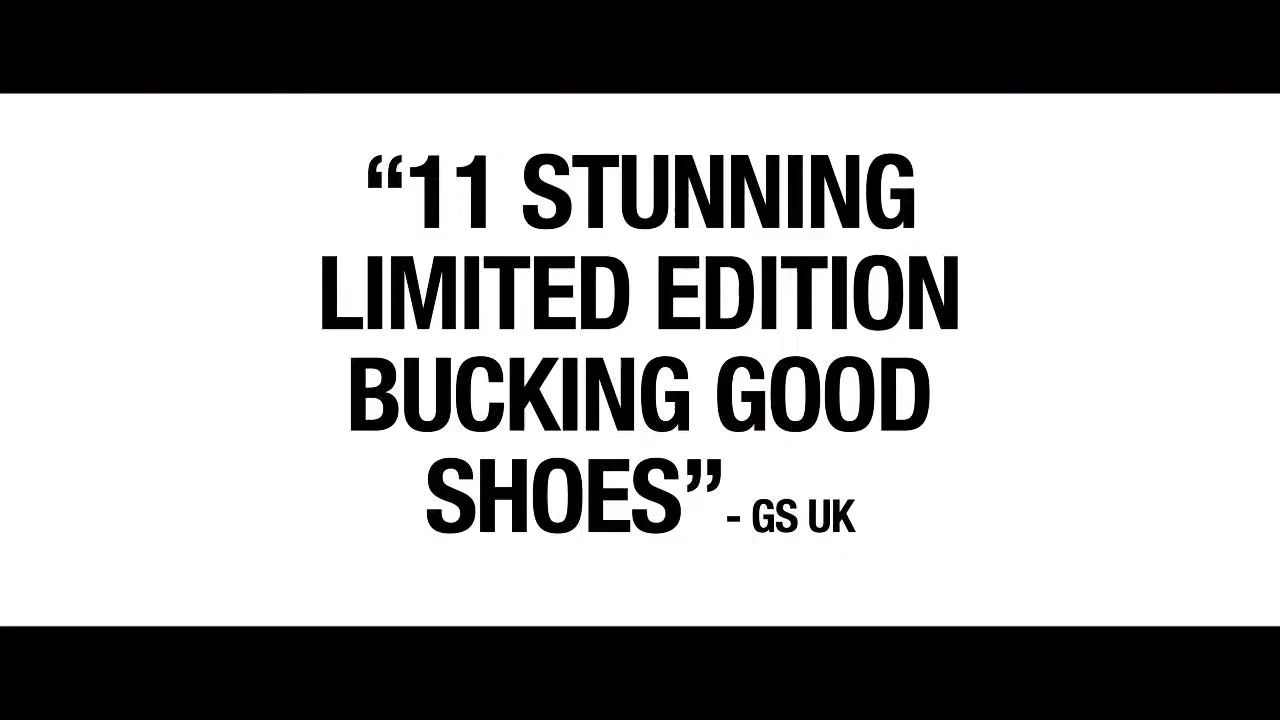 “11 STUNNING
LIMITED EDITION
BUCKING GOOD
SHOES” - GS UK